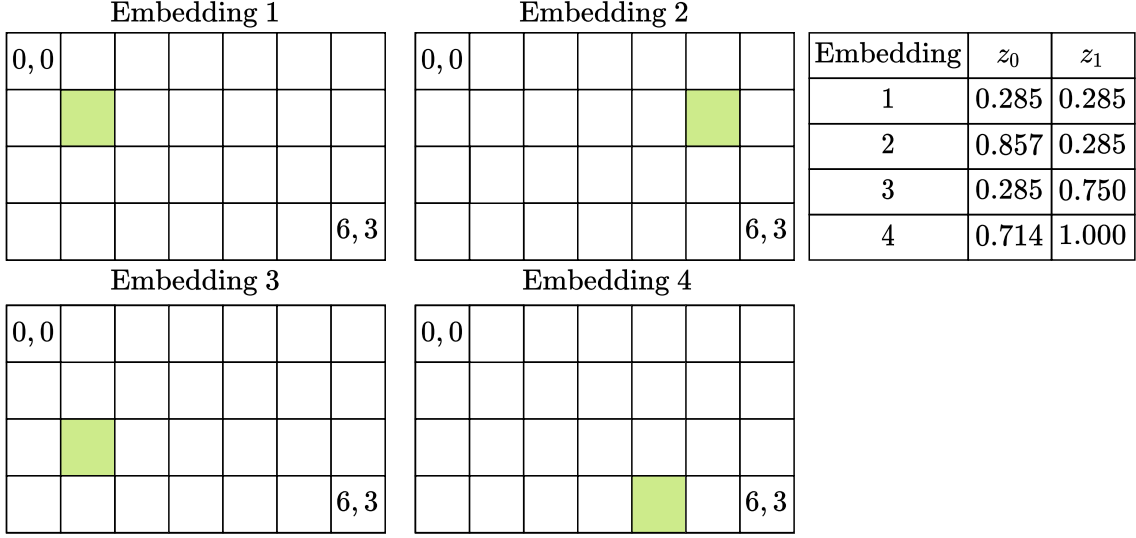 Embedding 1
0, 0
6, 3
Embedding 2
0, 0
6, 3
Embedding z₀ z₁
1 0.285 0.285
2 0.857 0.285
3 0.285 0.750
4 0.714 1.000
Embedding 3
0, 0
6, 3
Embedding 4
0, 0
6, 3